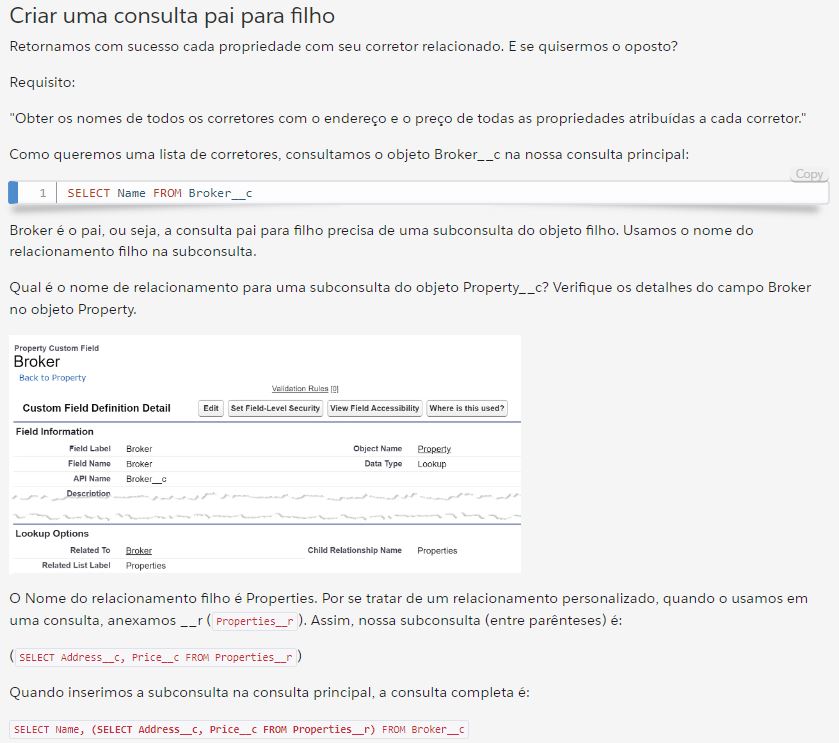 Criar uma consulta pai para filho
Retornamos com sucesso cada propriedade com seu corretor relacionado. E se quisermos o oposto?
Requisito:
"Obter os nomes de todos os corretores com o endereço e o preço de todas as propriedades atribuídas a cada corretor."
Como queremos uma lista de corretores, consultamos o objeto Broker__c na nossa consulta principal:
Copy
1 SELECT Name FROM Broker__c
Broker é o pai, ou seja, a consulta pai para filho precisa de uma subconsulta do objeto filho. Usamos o nome do
relacionamento filho na subconsulta.
Qual é o nome de relacionamento para uma subconsulta do objeto Property__c? Verifique os detalhes do campo Broker
no objeto Property.
Property Custom Field
Broker
Back to Property
Validation Rules [0]
Custom Field Definition Detail Edit Set Field-Level Security View Field Accessibility Where is this used?
Field Information
Field Label Broker Object Name Property
Field Name Broker Data Type Lookup
API Name Broker__c
Description
Lookup Options
Related To Broker Child Relationship Name Properties
Related List Label Properties
O Nome do relacionamento filho é Properties. Por se tratar de um relacionamento personalizado, quando o usamos em
uma consulta, anexamos __r (Properties__r). Assim, nossa subconsulta (entre parênteses) é:
(SELECT Address__c, Price__c FROM Properties__r)
Quando inserimos a subconsulta na consulta principal, a consulta completa é:
SELECT Name, (SELECT Address__c, Price__c FROM Properties__r) FROM Broker__c